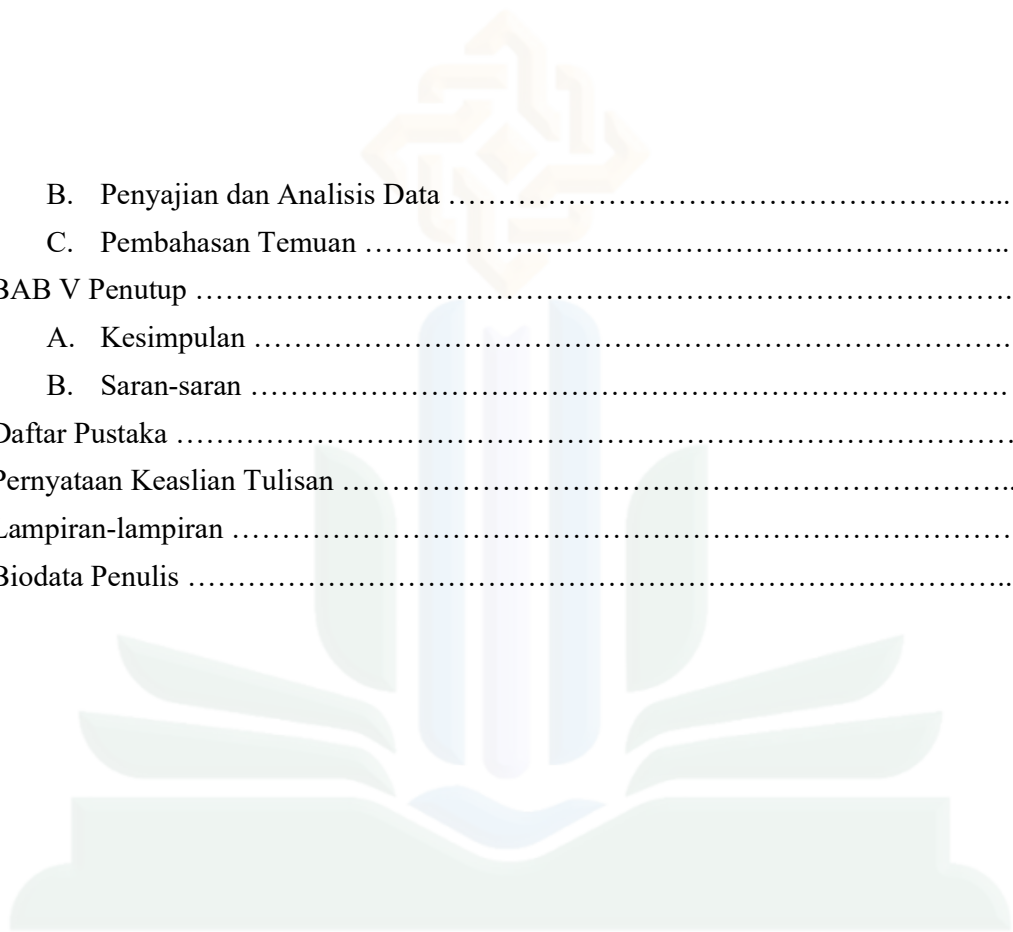 B. Penyajian dan Analisis Data …………………………………………………...
C. Pembahasan Temuan ……………………………………………………………..
BAB V Penutup …………………………………………………………………………….
A. Kesimpulan ……………………………………………………………………….
B. Saran-saran ……………………………………………………………………….
Daftar Pustaka ……………………………………………………………………………….
Pernyataan Keaslian Tulisan ………………………………………………………………..
Lampiran-lampiran ………………………………………………………………………….
Biodata Penulis ……………………………………………………………………………..